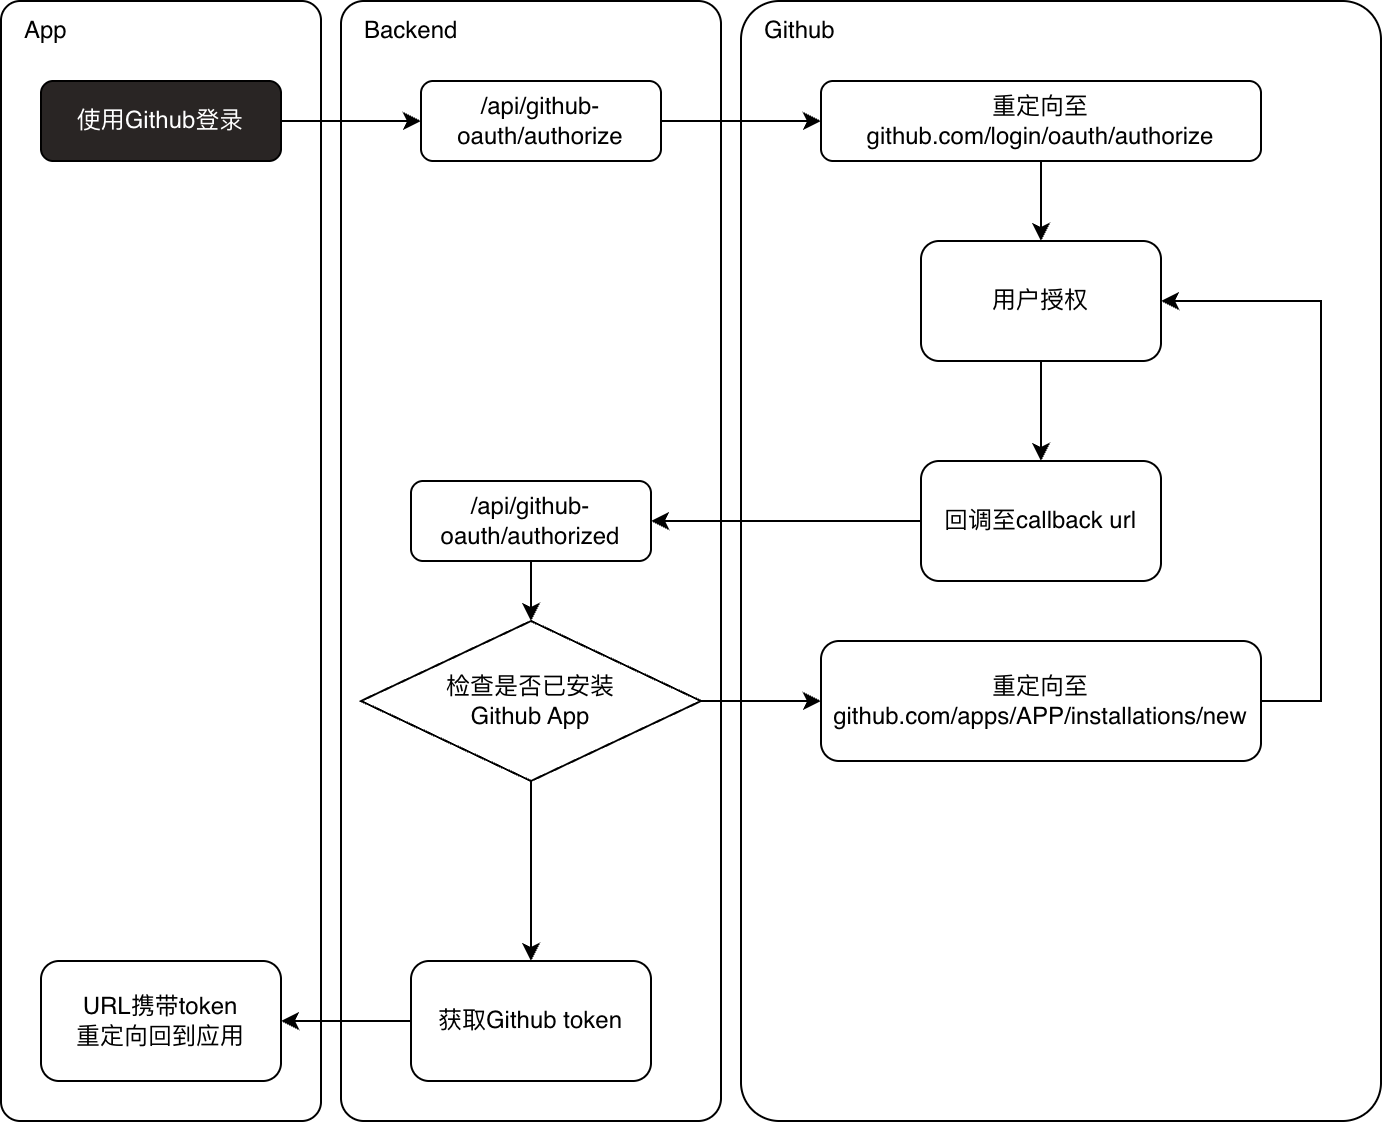 App
Backend
Github
使用Github登录
/api/github-
oauth/authorize
重定向至
github.com/login/oauth/authorize
用户授权
回调至callback url
/api/github-
oauth/authorized
检查是否已安装
Github App
重定向至
github.com/apps/APP/installations/new
获取Github token
URL携带token
重定向回到应用